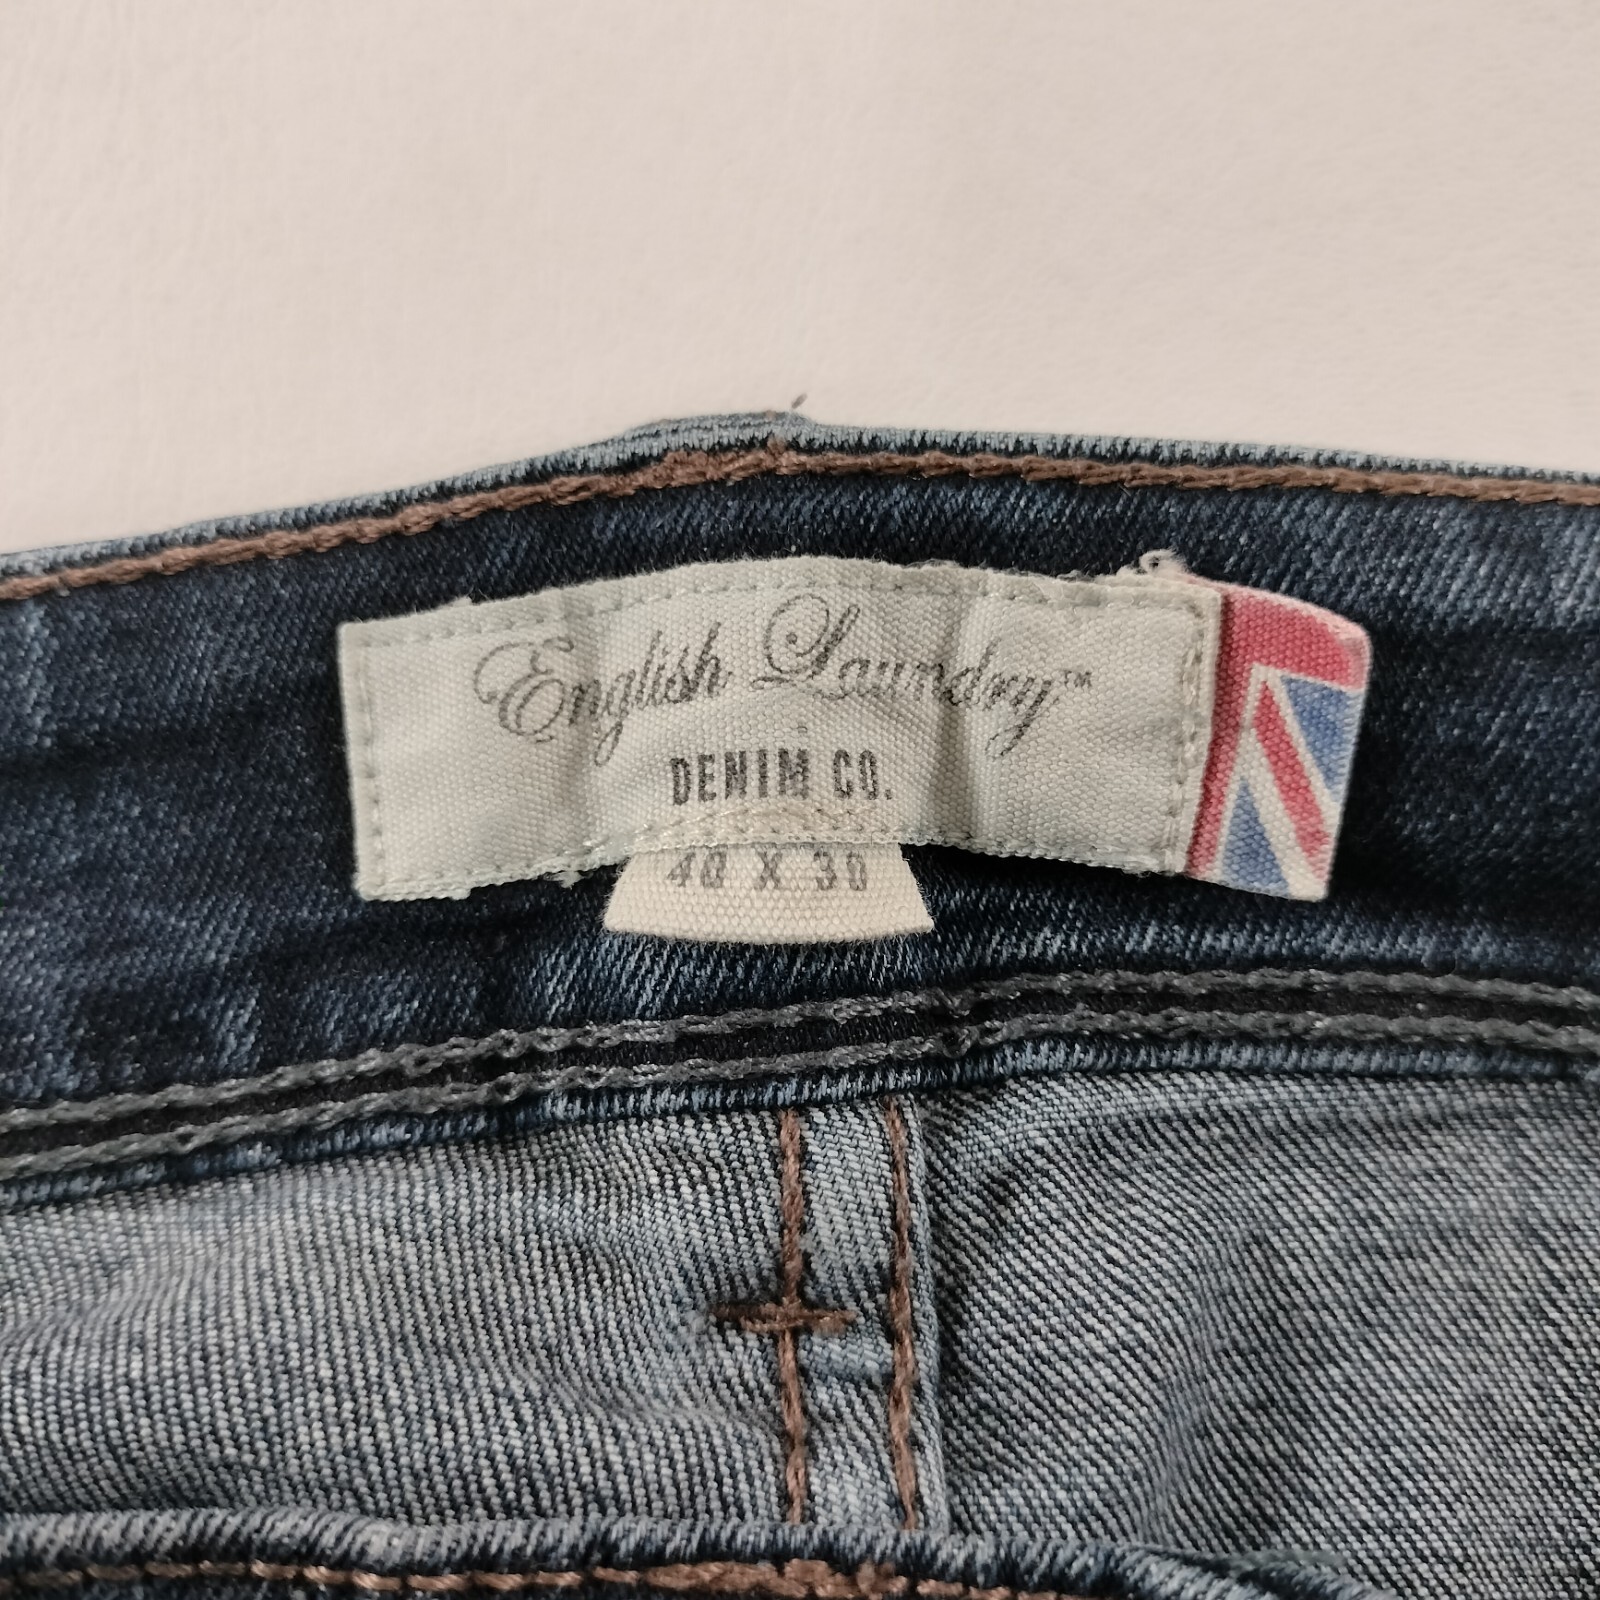 English Laundry™
DENIM CO.
40 X 30